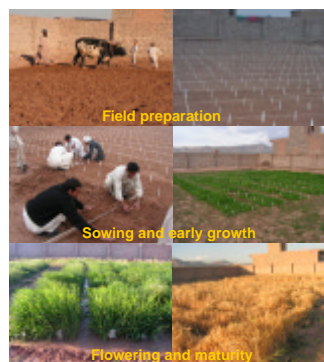 Field preparation
Sowing and early growth
Flowering and maturity